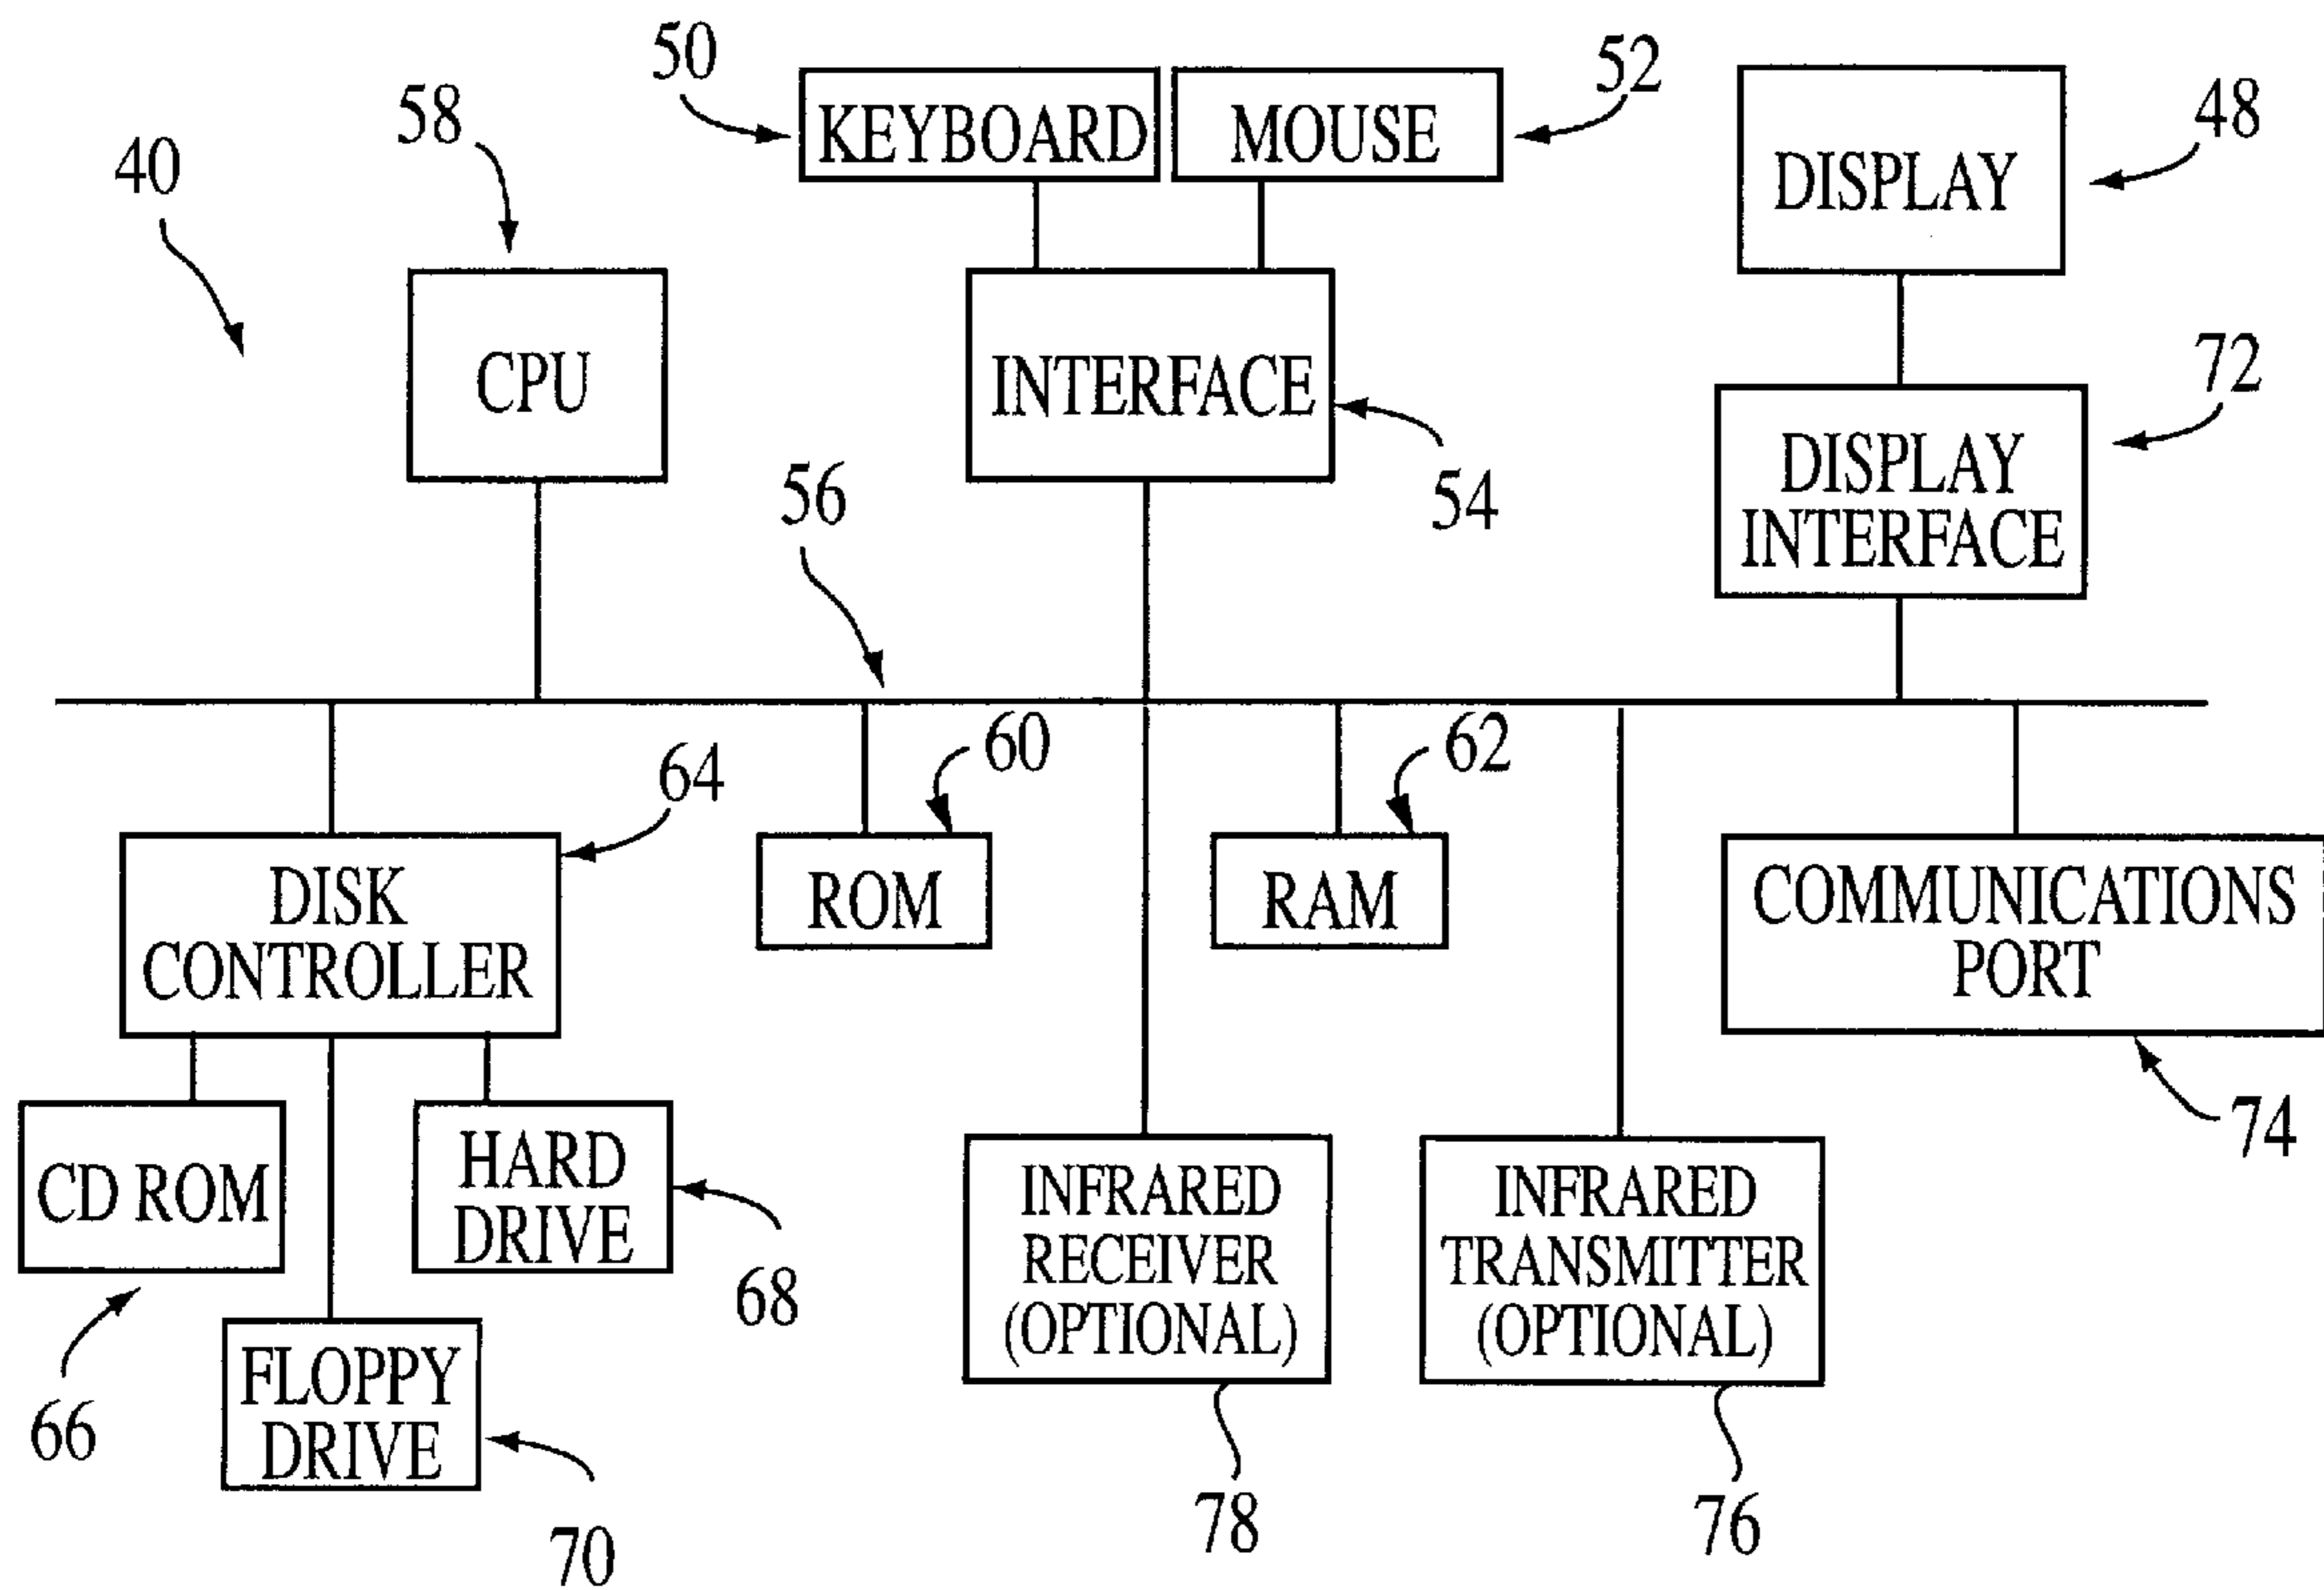 50
52
58
KEYBOARD
MOUSE
48
40
DISPLAY
72
CPU
INTERFACE
DISPLAY
INTERFACE
56
54
60
62
64
DISK
CONTROLLER
ROM
RAM
COMMUNICATIONS
PORT
74
CD ROM
HARD
DRIVE
INFRARED
RECEIVER
(OPTIONAL)
INFRARED
TRANSMITTER
(OPTIONAL)
68
66
FLOPPY
DRIVE
70
78
76